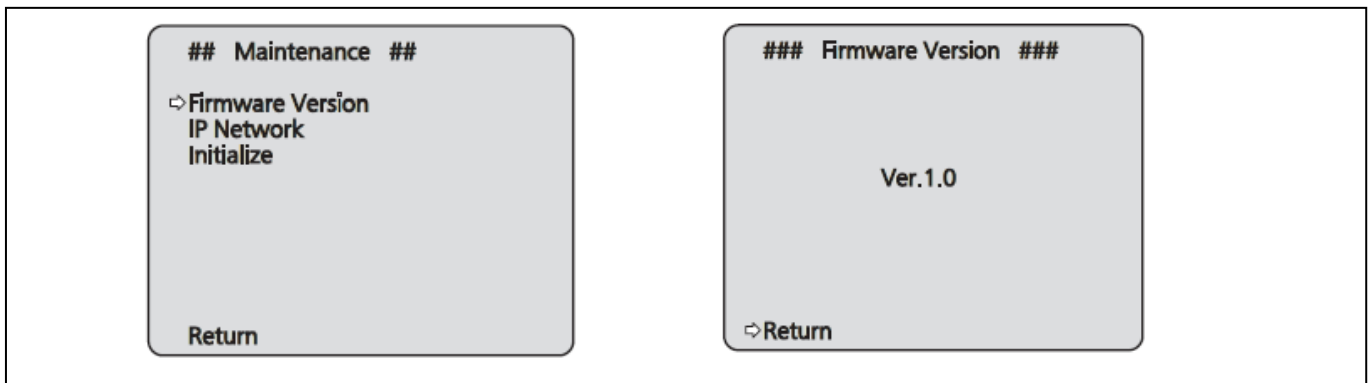 ## Maintenance ##
⇨Firmware Version
IP Network
Initialize
Return
### Firmware Version ###
Ver.1.0
⇨Return